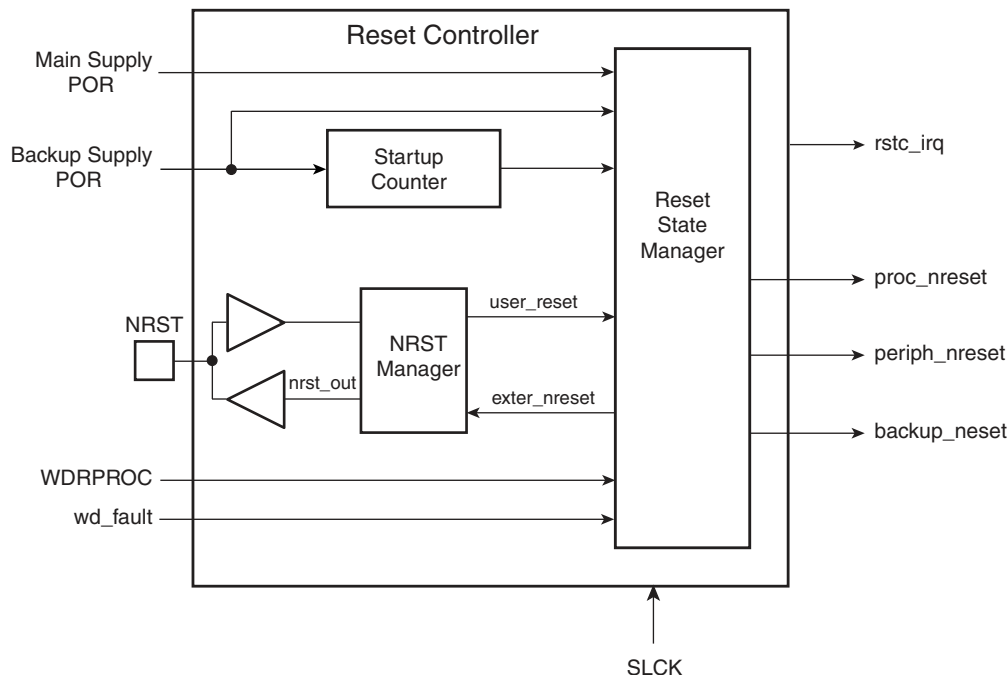 Reset Controller
Main Supply
POR
Backup Supply
POR
Startup
Counter
Reset
State
Manager
rstc_irq
proc_nreset
periph_nreset
backup_neset
NRST
NRST
Manager
user_reset
nrst_out
exter_nreset
WDRPROC
wd_fault
SLCK